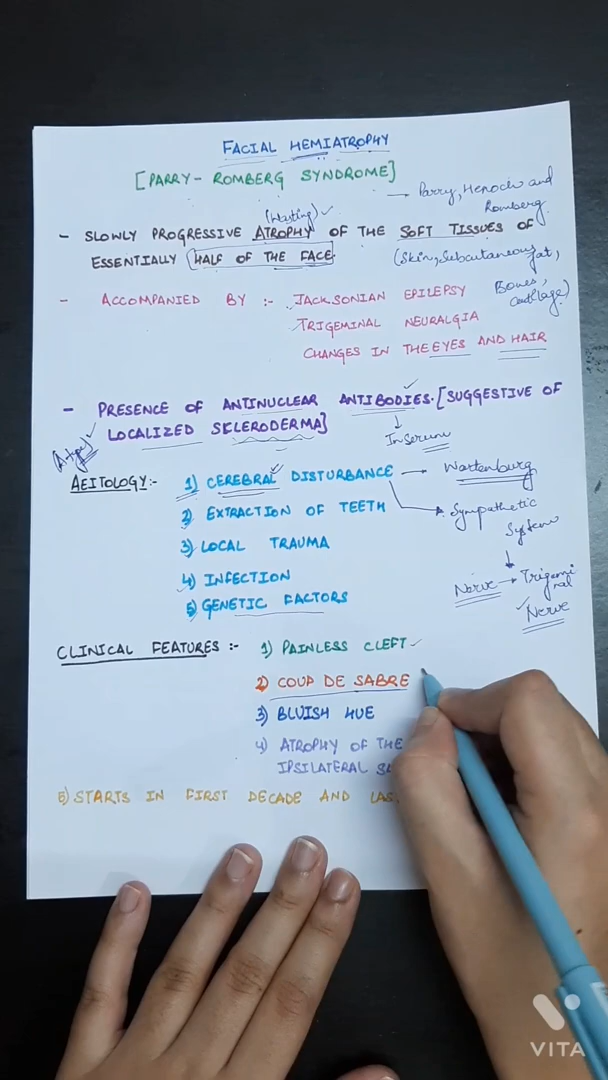 FACIAL HEMIATROPHY
[PARRY-ROMBERG SYNDROME]
Parry, Henoch and
Romberg
(Wasting)
- SLOWLY PROGRESSIVE ATROPHY OF THE SOFT TISSUES OF
ESSENTIALLY (HALF OF THE FACE.
(Skin, Subcutaneous fat,
Bones,
cartilage)
- ACCOMPANIED BY :- JACKSONIAN EPILEPSY
TRIGEMINAL NEURALGIA
CHANGES IN THE EYES AND HAIR
- PRESENCE OF ANTINUCLEAR ANTIBODIES. [SUGGESTIVE OF
LOCALIZED SCLERODERMA]
In Serum
AEITOLOGY:- 1) CEREBRAL DISTURBANCE → Wartenburg
Sympathetic
System
2) EXTRACTION OF TEETH
3) LOCAL TRAUMA
4) INFECTION
5) GENETIC FACTORS
Nerve → Trigemi
nal
Nerve
CLINICAL FEATURES :- 1) PAINLESS CLEFT
2) COUP DE SABRE
3) BLUISH HUE
4) ATROPHY OF THE
IPSILATERAL
5) STARTS IN FIRST DECADE AND
VITA